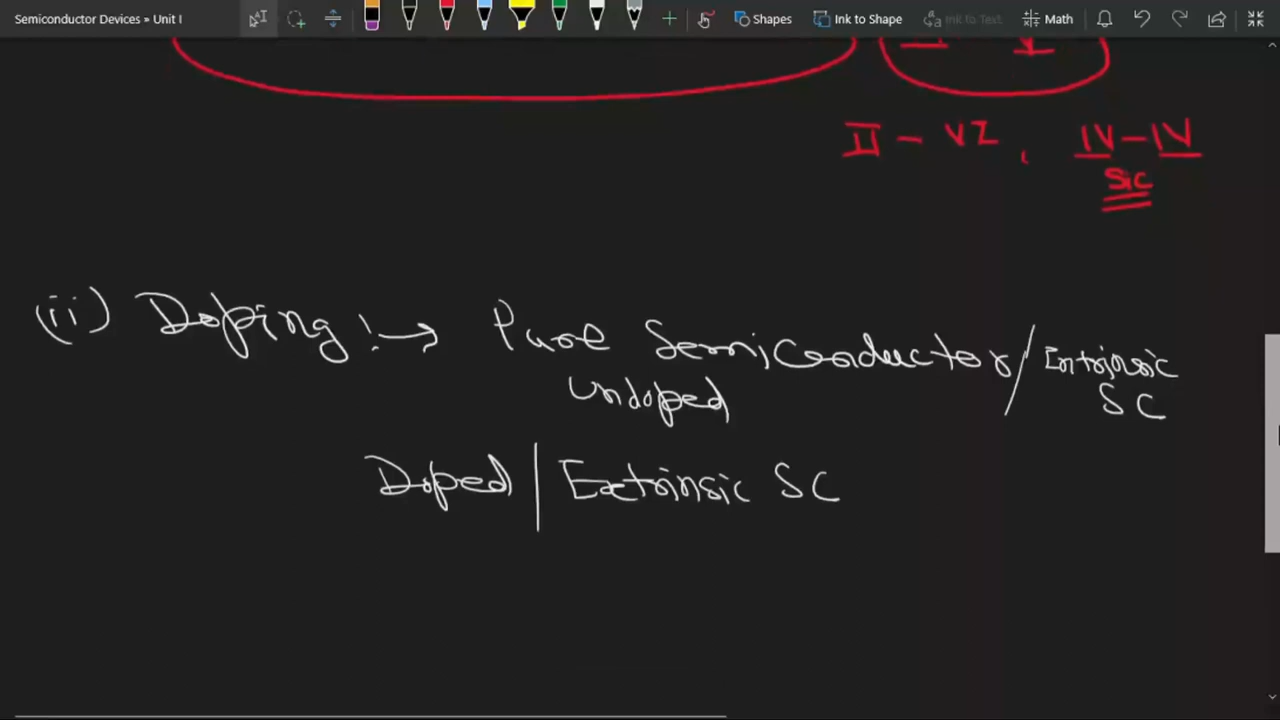 Semiconductor Devices » Unit I
Shapes
Ink to Shape
Ink to Text
Math
II - VI, IV-IV
SiC
(ii) Doping :→ Pure Semiconductor / Intrinsic
Undoped SC
Doped | Extrinsic SC